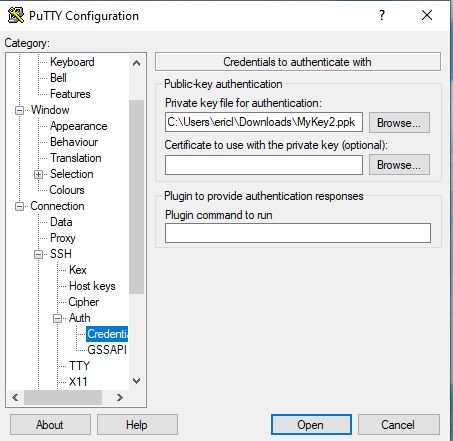 PuTTY Configuration
?
Category:
Keyboard
Bell
Features
Window
Appearance
Behaviour
Translation
Selection
Colours
Connection
Data
Proxy
SSH
Kex
Host keys
Cipher
Auth
Credentia
GSSAPI
TTY
X11
Credentials to authenticate with
Public-key authentication
Private key file for authentication:
C:\Users\ericl\Downloads\MyKey2.ppk Browse...
Certificate to use with the private key (optional):
Browse...
Plugin to provide authentication responses
Plugin command to run
About Help Open Cancel